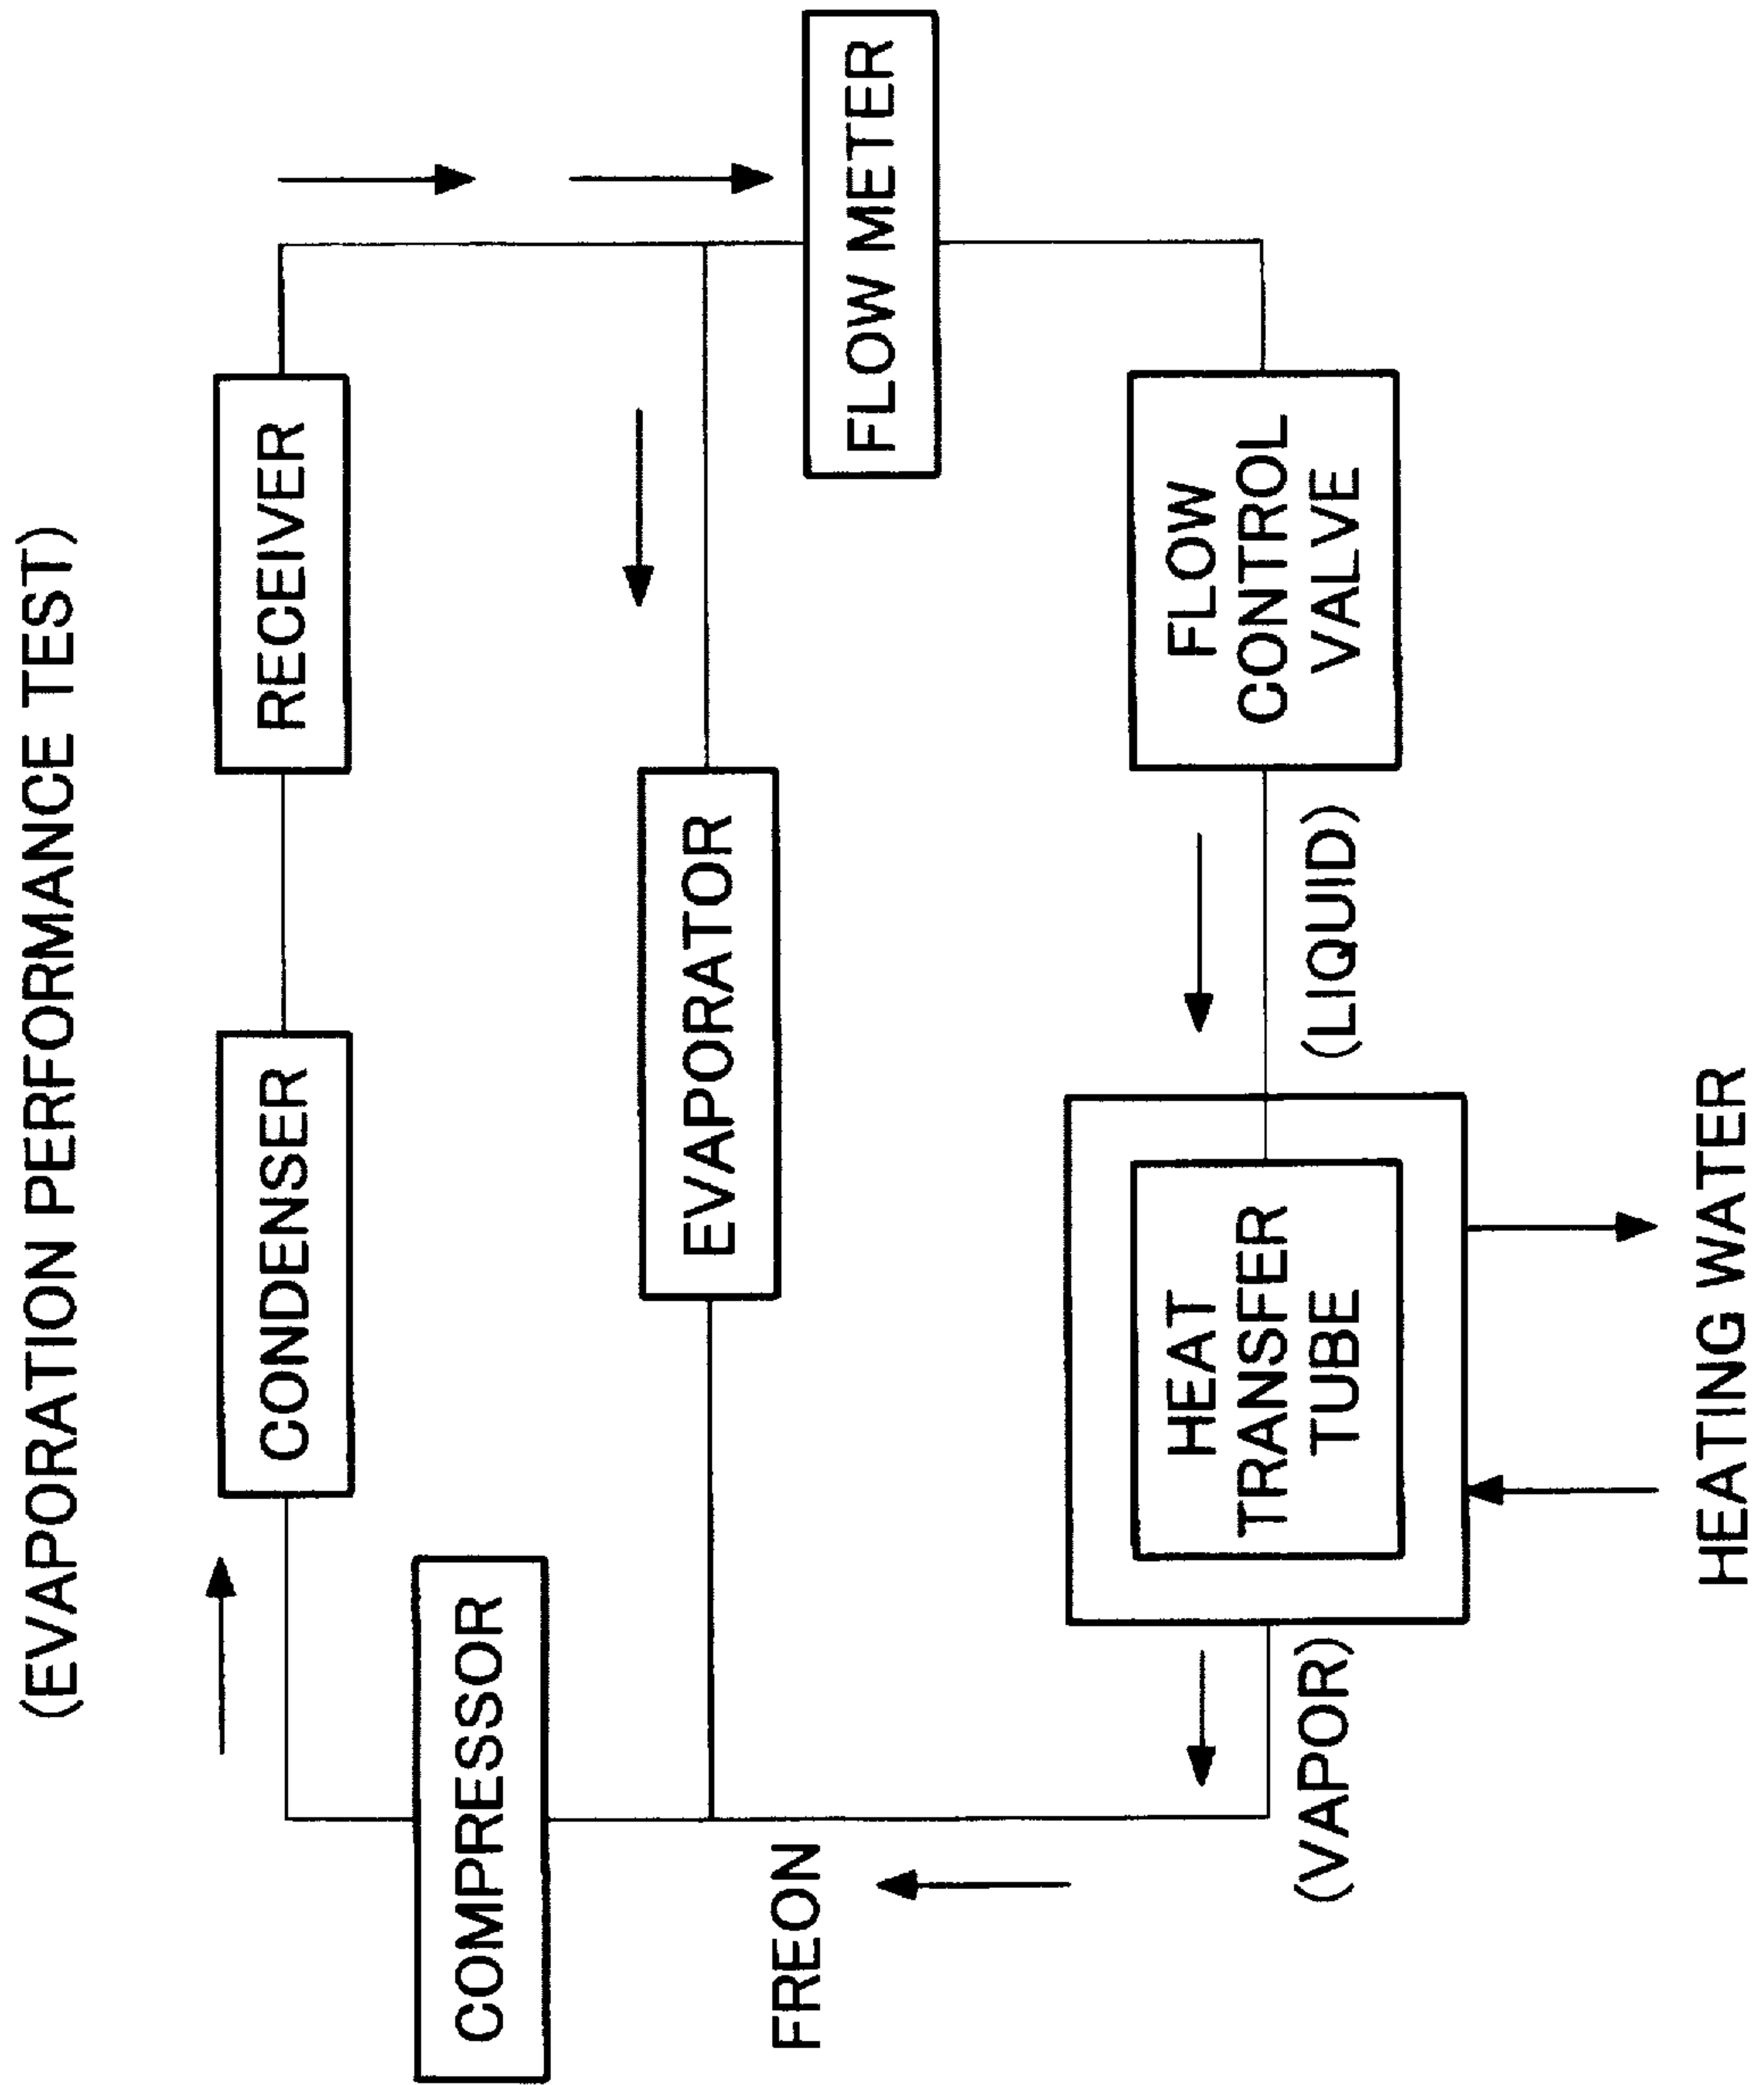 (EVAPORATION PERFORMANCE TEST)
CONDENSER
RECEIVER
COMPRESSOR
EVAPORATOR
FREON
FLOW METER
HEAT
TRANSFER
TUBE
FLOW
CONTROL
VALVE
(VAPOR)
(LIQUID)
HEATING WATER